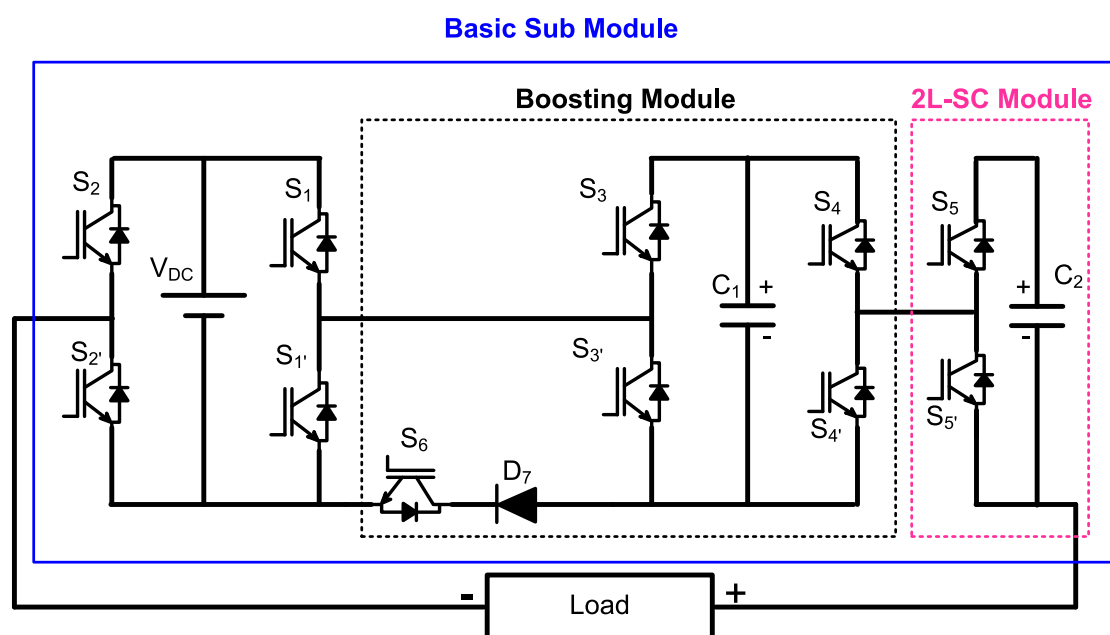 Basic Sub Module
Boosting Module
2L-SC Module
S2
S1
S3
S4
S5
VDC
C1
+
-
+
-
C2
S2'
S1'
S3'
S4'
S5'
S6
D7
-
Load
+